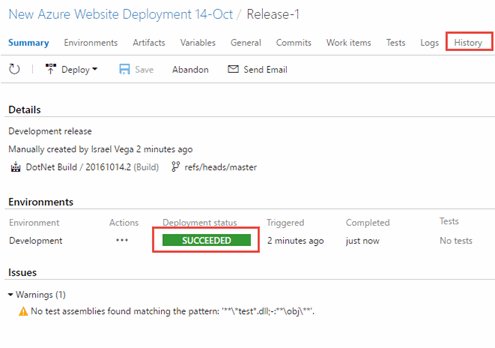 New Azure Website Deployment 14-Oct / Release-1
Summary Environments Artifacts Variables General Commits Work items Tests Logs History
Deploy Save Abandon Send Email
Details
Development release
Manually created by Israel Vega 2 minutes ago
DotNet Build / 20161014.2 (Build) refs/heads/master
Environments
Environment Actions Deployment status Triggered Completed Tests
Development ••• SUCCEEDED 2 minutes ago just now No tests
Issues
Warnings (1)
No test assemblies found matching the pattern: '**\*test*.dll;-:**\obj\**'.